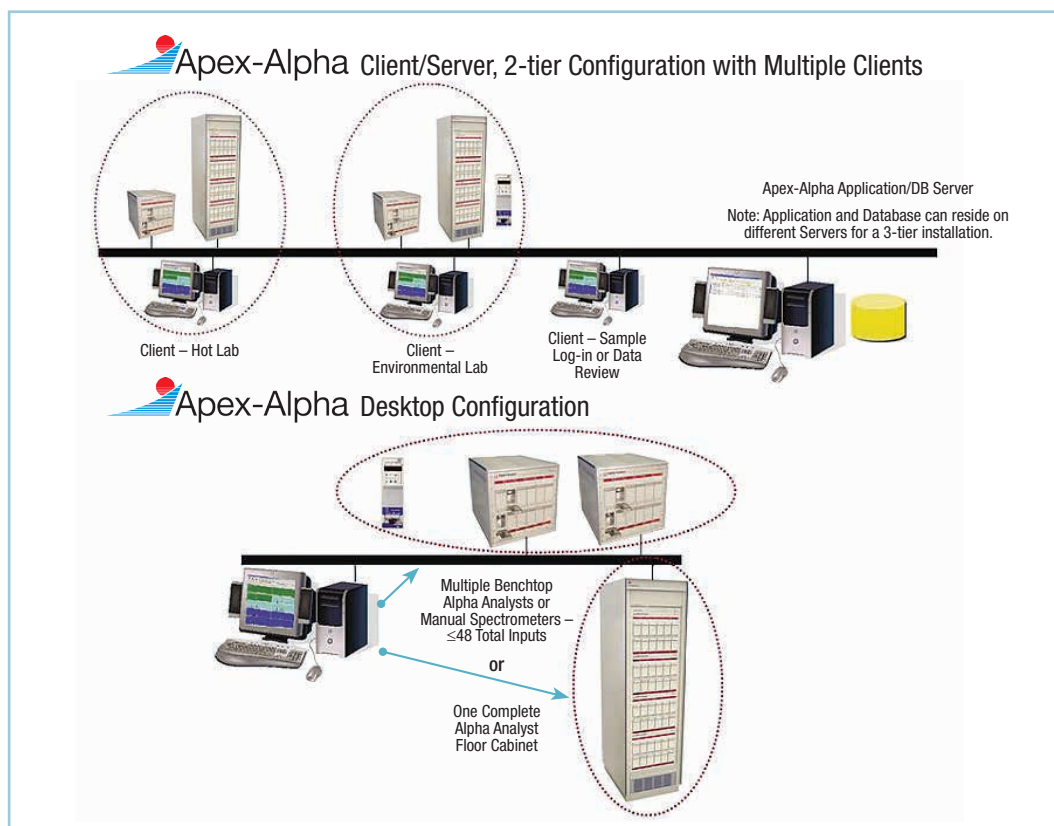 Apex-Alpha Client/Server, 2-tier Configuration with Multiple Clients
Apex-Alpha Application/DB Server
Note: Application and Database can reside on
different Servers for a 3-tier installation.
Client – Hot Lab
Client –
Environmental Lab
Client – Sample
Log-in or Data
Review
Apex-Alpha Desktop Configuration
Multiple Benchtop
Alpha Analysts or
Manual Spectrometers –
≤48 Total Inputs
or
One Complete
Alpha Analyst
Floor Cabinet